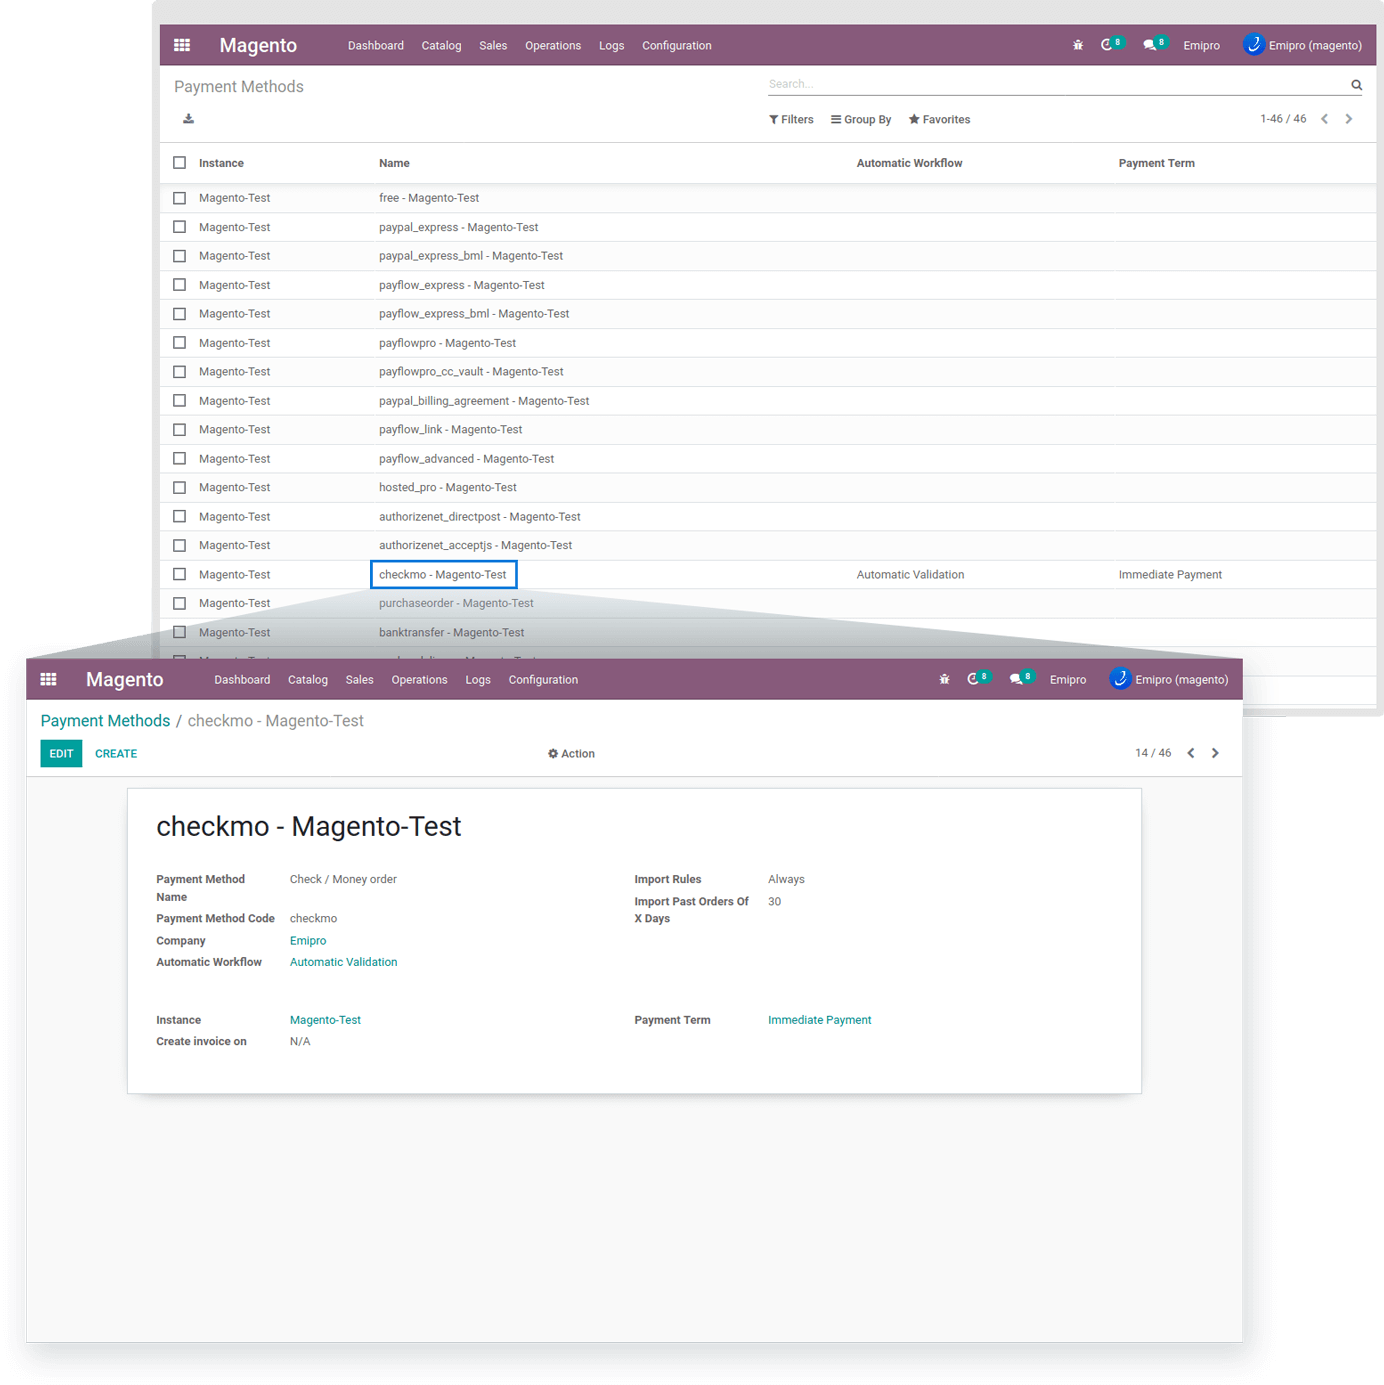 Magento Dashboard Catalog Sales Operations Logs Configuration 8 8 Emipro Emipro (magento)
Payment Methods Search...
Filters Group By Favorites 1-46 / 46
Instance Name Automatic Workflow Payment Term
Magento-Test free - Magento-Test
Magento-Test paypal_express - Magento-Test
Magento-Test paypal_express_bml - Magento-Test
Magento-Test payflow_express - Magento-Test
Magento-Test payflow_express_bml - Magento-Test
Magento-Test payflowpro - Magento-Test
Magento-Test payflowpro_cc_vault - Magento-Test
Magento-Test paypal_billing_agreement - Magento-Test
Magento-Test payflow_link - Magento-Test
Magento-Test payflow_advanced - Magento-Test
Magento-Test hosted_pro - Magento-Test
Magento-Test authorizenet_directpost - Magento-Test
Magento-Test authorizenet_acceptjs - Magento-Test
Magento-Test checkmo - Magento-Test Automatic Validation Immediate Payment
Magento-Test purchaseorder - Magento-Test
Magento-Test banktransfer - Magento-Test
Magento Dashboard Catalog Sales Operations Logs Configuration 8 8 Emipro Emipro (magento)
Payment Methods / checkmo - Magento-Test
EDIT CREATE Action 14 / 46
checkmo - Magento-Test
Payment Method Name Check / Money order
Payment Method Code checkmo
Company Emipro
Automatic Workflow Automatic Validation
Import Rules Always
Import Past Orders Of X Days 30
Instance Magento-Test
Create invoice on N/A
Payment Term Immediate Payment